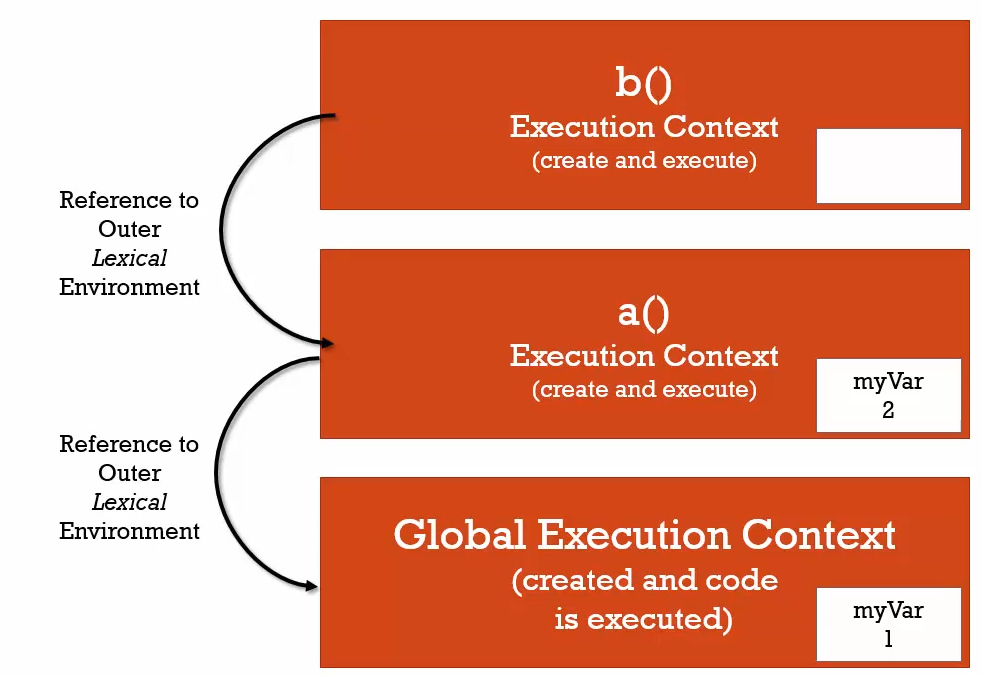 b()
Execution Context
(create and execute)
Reference to
Outer
Lexical
Environment
a()
Execution Context
(create and execute)
myVar
2
Reference to
Outer
Lexical
Environment
Global Execution Context
(created and code
is executed)
myVar
1